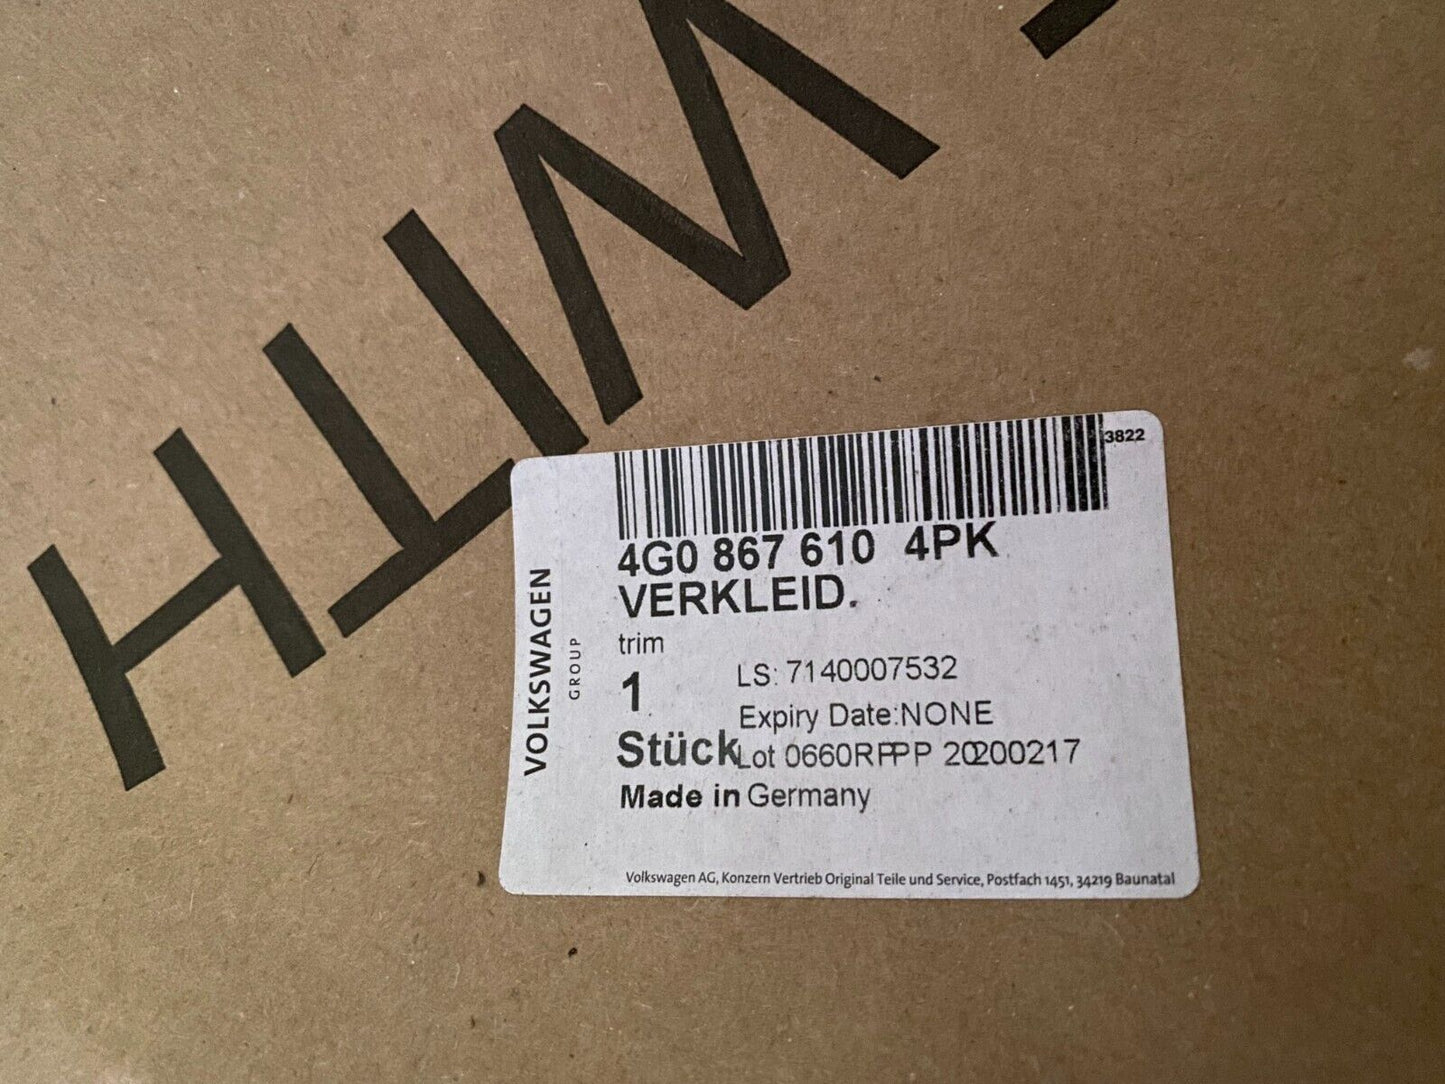 WITH
3822
4G0 867 610 4PK
VERKLEID.
trim
1
LS: 7140007532
Expiry Date:NONE
Stück
Lot 0660RPPP 20200217
Made in Germany
VOLKSWAGEN
GROUP
Volkswagen AG, Konzern Vertrieb Original Teile und Service, Postfach 1451, 34219 Baunatal